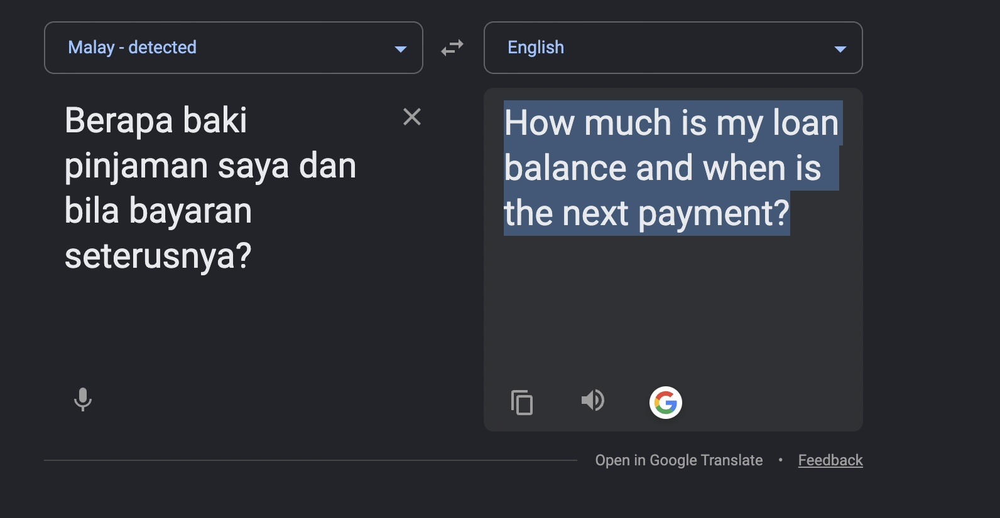 Malay - detected
English
Berapa baki
pinjaman saya dan
bila bayaran
seterusnya?
How much is my loan
balance and when is
the next payment?
Open in Google Translate • Feedback